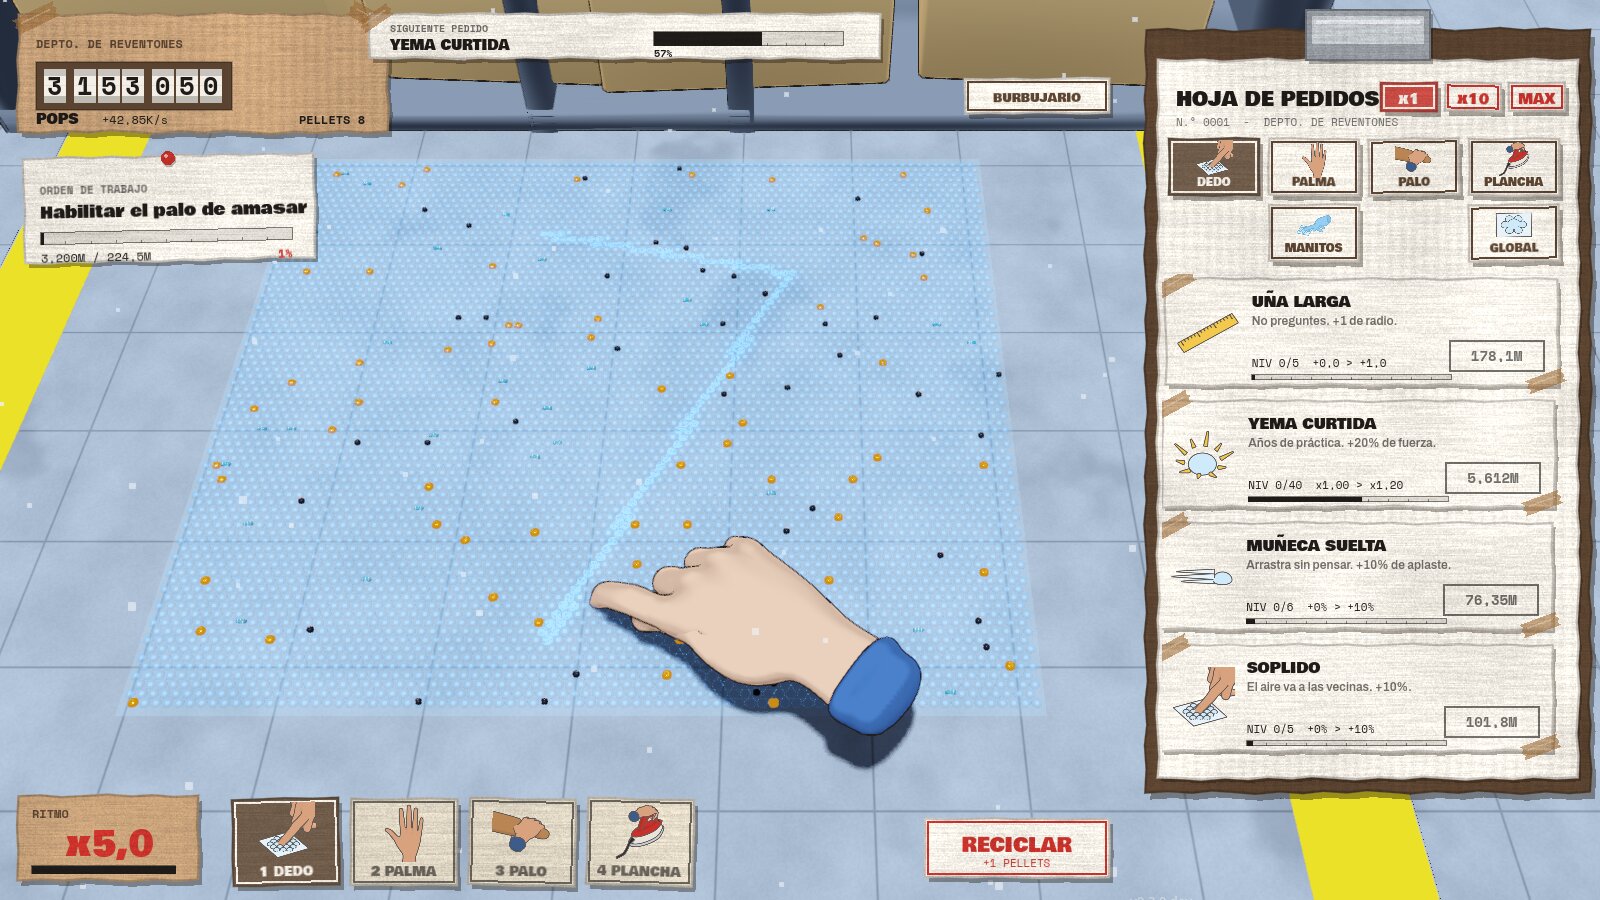 DEPTO. DE REVENTONES
3 153 050
POPS +42,85K/s PELLETS 8
SIGUIENTE PEDIDO
YEMA CURTIDA
57%
BURBUJARIO
ORDEN DE TRABAJO
Habilitar el palo de amasar
3,200M / 224,5M 1%
HOJA DE PEDIDOS x1 x10 MAX
N.° 0001 - DEPTO. DE REVENTONES
DEDO PALMA PALO PLANCHA
MANITOS GLOBAL
UÑA LARGA
No preguntes. +1 de radio.
NIV 0/5 +0,0 > +1,0 178,1M
YEMA CURTIDA
Años de práctica. +20% de fuerza.
NIV 0/40 x1,00 > x1,20 5,612M
MUÑECA SUELTA
Arrastra sin pensar. +10% de aplaste.
NIV 0/6 +0% > +10% 76,35M
SOPLIDO
El aire va a las vecinas. +10%.
NIV 0/5 +0% > +10% 101,8M
RITMO
x5,0
1 DEDO 2 PALMA 3 PALO 4 PLANCHA
RECICLAR
+1 PELLETS